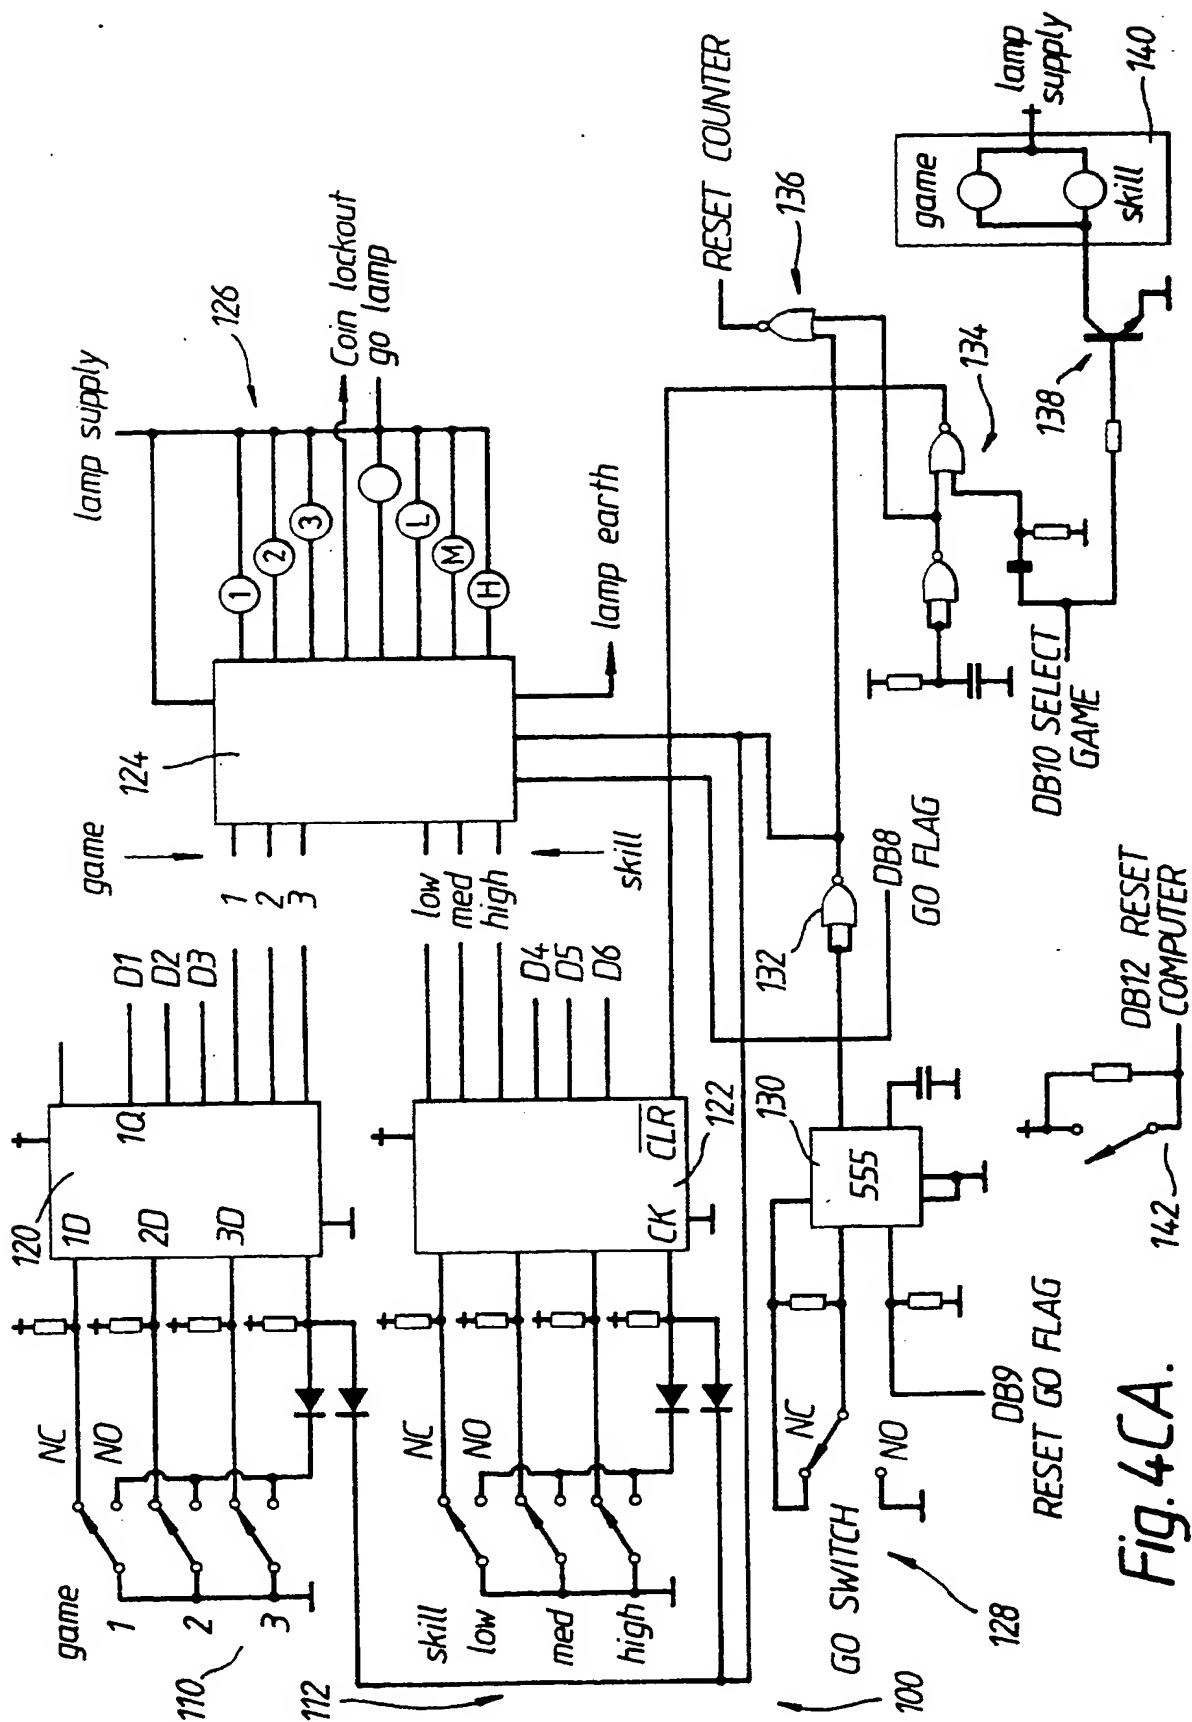 game
1
2
3
110
NC
NO
120
1D
2D
3D
1Q
D1
D2
D3
1
2
3
game
124
lamp supply
126
1
2
3
Coin lockout
go lamp
L
M
H
lamp earth
112
skill
low
med
high
NC
NO
CK
CLR
122
D4
D5
D6
low
med
high
skill
100
GO SWITCH
128
NC
NO
DB9
RESET GO FLAG
130
555
132
DB8
GO FLAG
RESET COUNTER
136
134
DB10 SELECT
GAME
138
game
skill
lamp
supply
140
142
DB12 RESET
COMPUTER
Fig. 4CA.